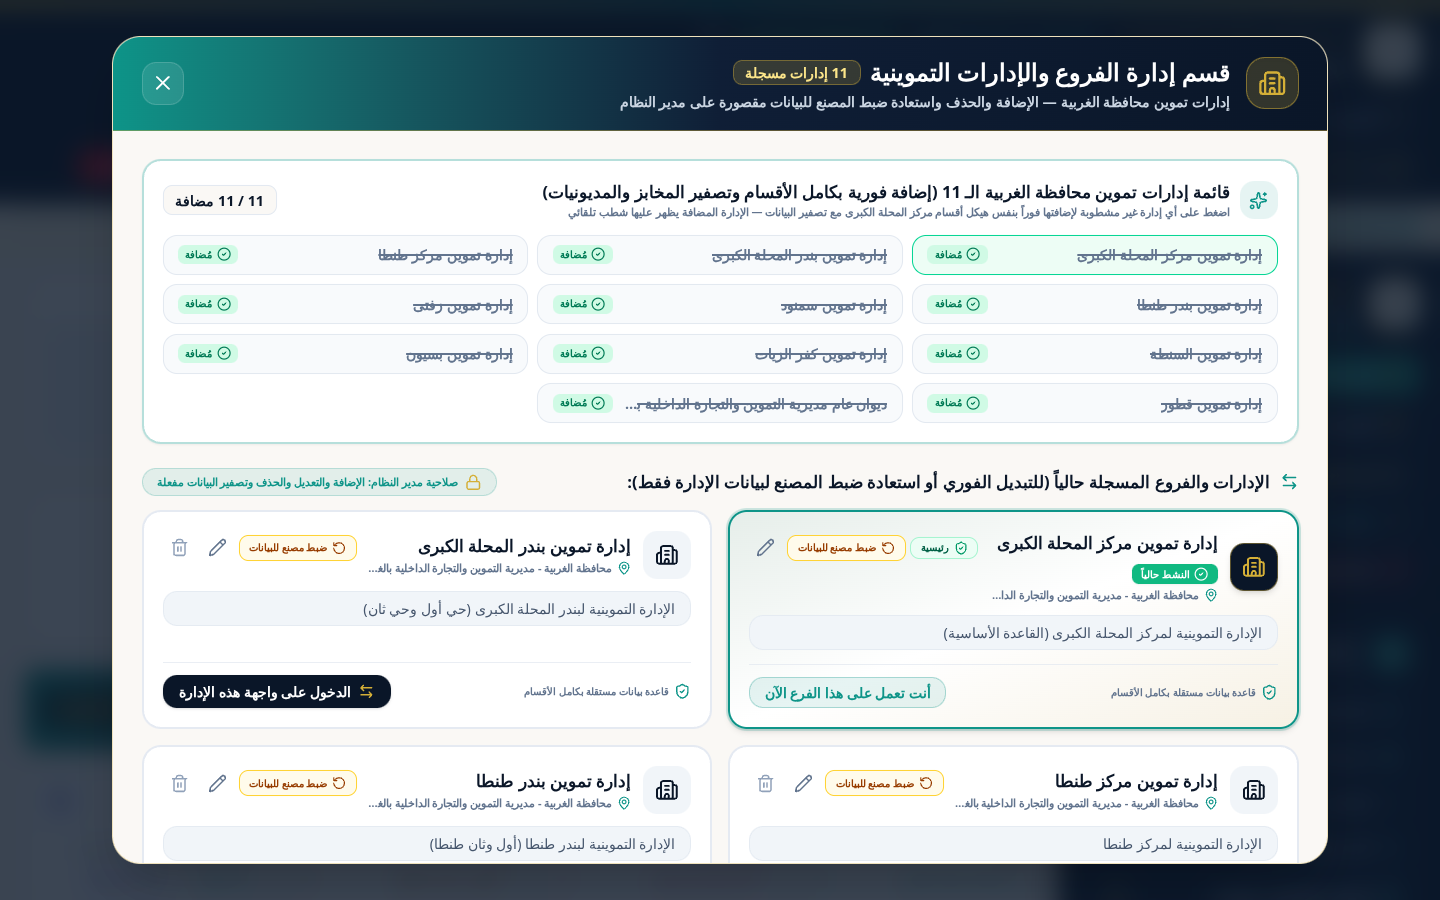 قسم إدارة الفروع والإدارات التموينية 11 إدارات مسجلة
إدارات تموين محافظة الغربية — الإضافة والحذف واستعادة ضبط المصنع للبيانات مقصورة على مدير النظام
قائمة إدارات تموين محافظة الغربية الـ 11 (إضافة فورية بكامل الأقسام وتصفير المخابز والمديونيات)
اضغط على أي إدارة غير مشطوبة لإضافتها فوراً بنفس هيكل أقسام مركز المحلة الكبرى مع تصفير البيانات — الإدارة المضافة يظهر عليها شطب تلقائي
11 / 11 مضافة
إدارة تموين مركز المحلة الكبرى مُضافة
إدارة تموين بندر المحلة الكبرى مُضافة
إدارة تموين مركز طنطا مُضافة
إدارة تموين بندر طنطا مُضافة
إدارة تموين سمنود مُضافة
إدارة تموين زفتى مُضافة
إدارة تموين السنطة مُضافة
إدارة تموين كفر الزيات مُضافة
إدارة تموين بسيون مُضافة
إدارة تموين قطور مُضافة
ديوان عام مديرية التموين والتجارة الداخلية بـ... مُضافة
الإدارات والفروع المسجلة حالياً (للتبديل الفوري أو استعادة ضبط المصنع لبيانات الإدارة فقط):
صلاحية مدير النظام: الإضافة والتعديل والحذف وتصفير البيانات مفعلة
إدارة تموين مركز المحلة الكبرى
رئيسية
ضبط مصنع للبيانات
النشط حالياً
محافظة الغربية - مديرية التموين والتجارة الدا...
الإدارة التموينية لمركز المحلة الكبرى (القاعدة الأساسية)
قاعدة بيانات مستقلة بكامل الأقسام
أنت تعمل على هذا الفرع الآن
إدارة تموين بندر المحلة الكبرى
ضبط مصنع للبيانات
محافظة الغربية - مديرية التموين والتجارة الداخلية بالغـ...
الإدارة التموينية لبندر المحلة الكبرى (حي أول وحي ثان)
قاعدة بيانات مستقلة بكامل الأقسام
الدخول على واجهة هذه الإدارة
إدارة تموين مركز طنطا
ضبط مصنع للبيانات
محافظة الغربية - مديرية التموين والتجارة الداخلية بالغـ...
الإدارة التموينية لمركز طنطا
إدارة تموين بندر طنطا
ضبط مصنع للبيانات
محافظة الغربية - مديرية التموين والتجارة الداخلية بالغـ...
الإدارة التموينية لبندر طنطا (أول وثان طنطا)